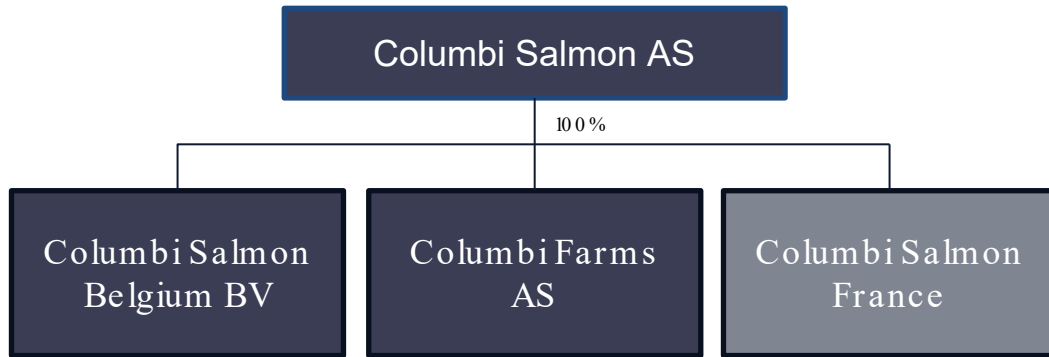 Columbi Salmon AS
100%
Columbi Salmon
Belgium BV
Columbi Farms
AS
Columbi Salmon
France